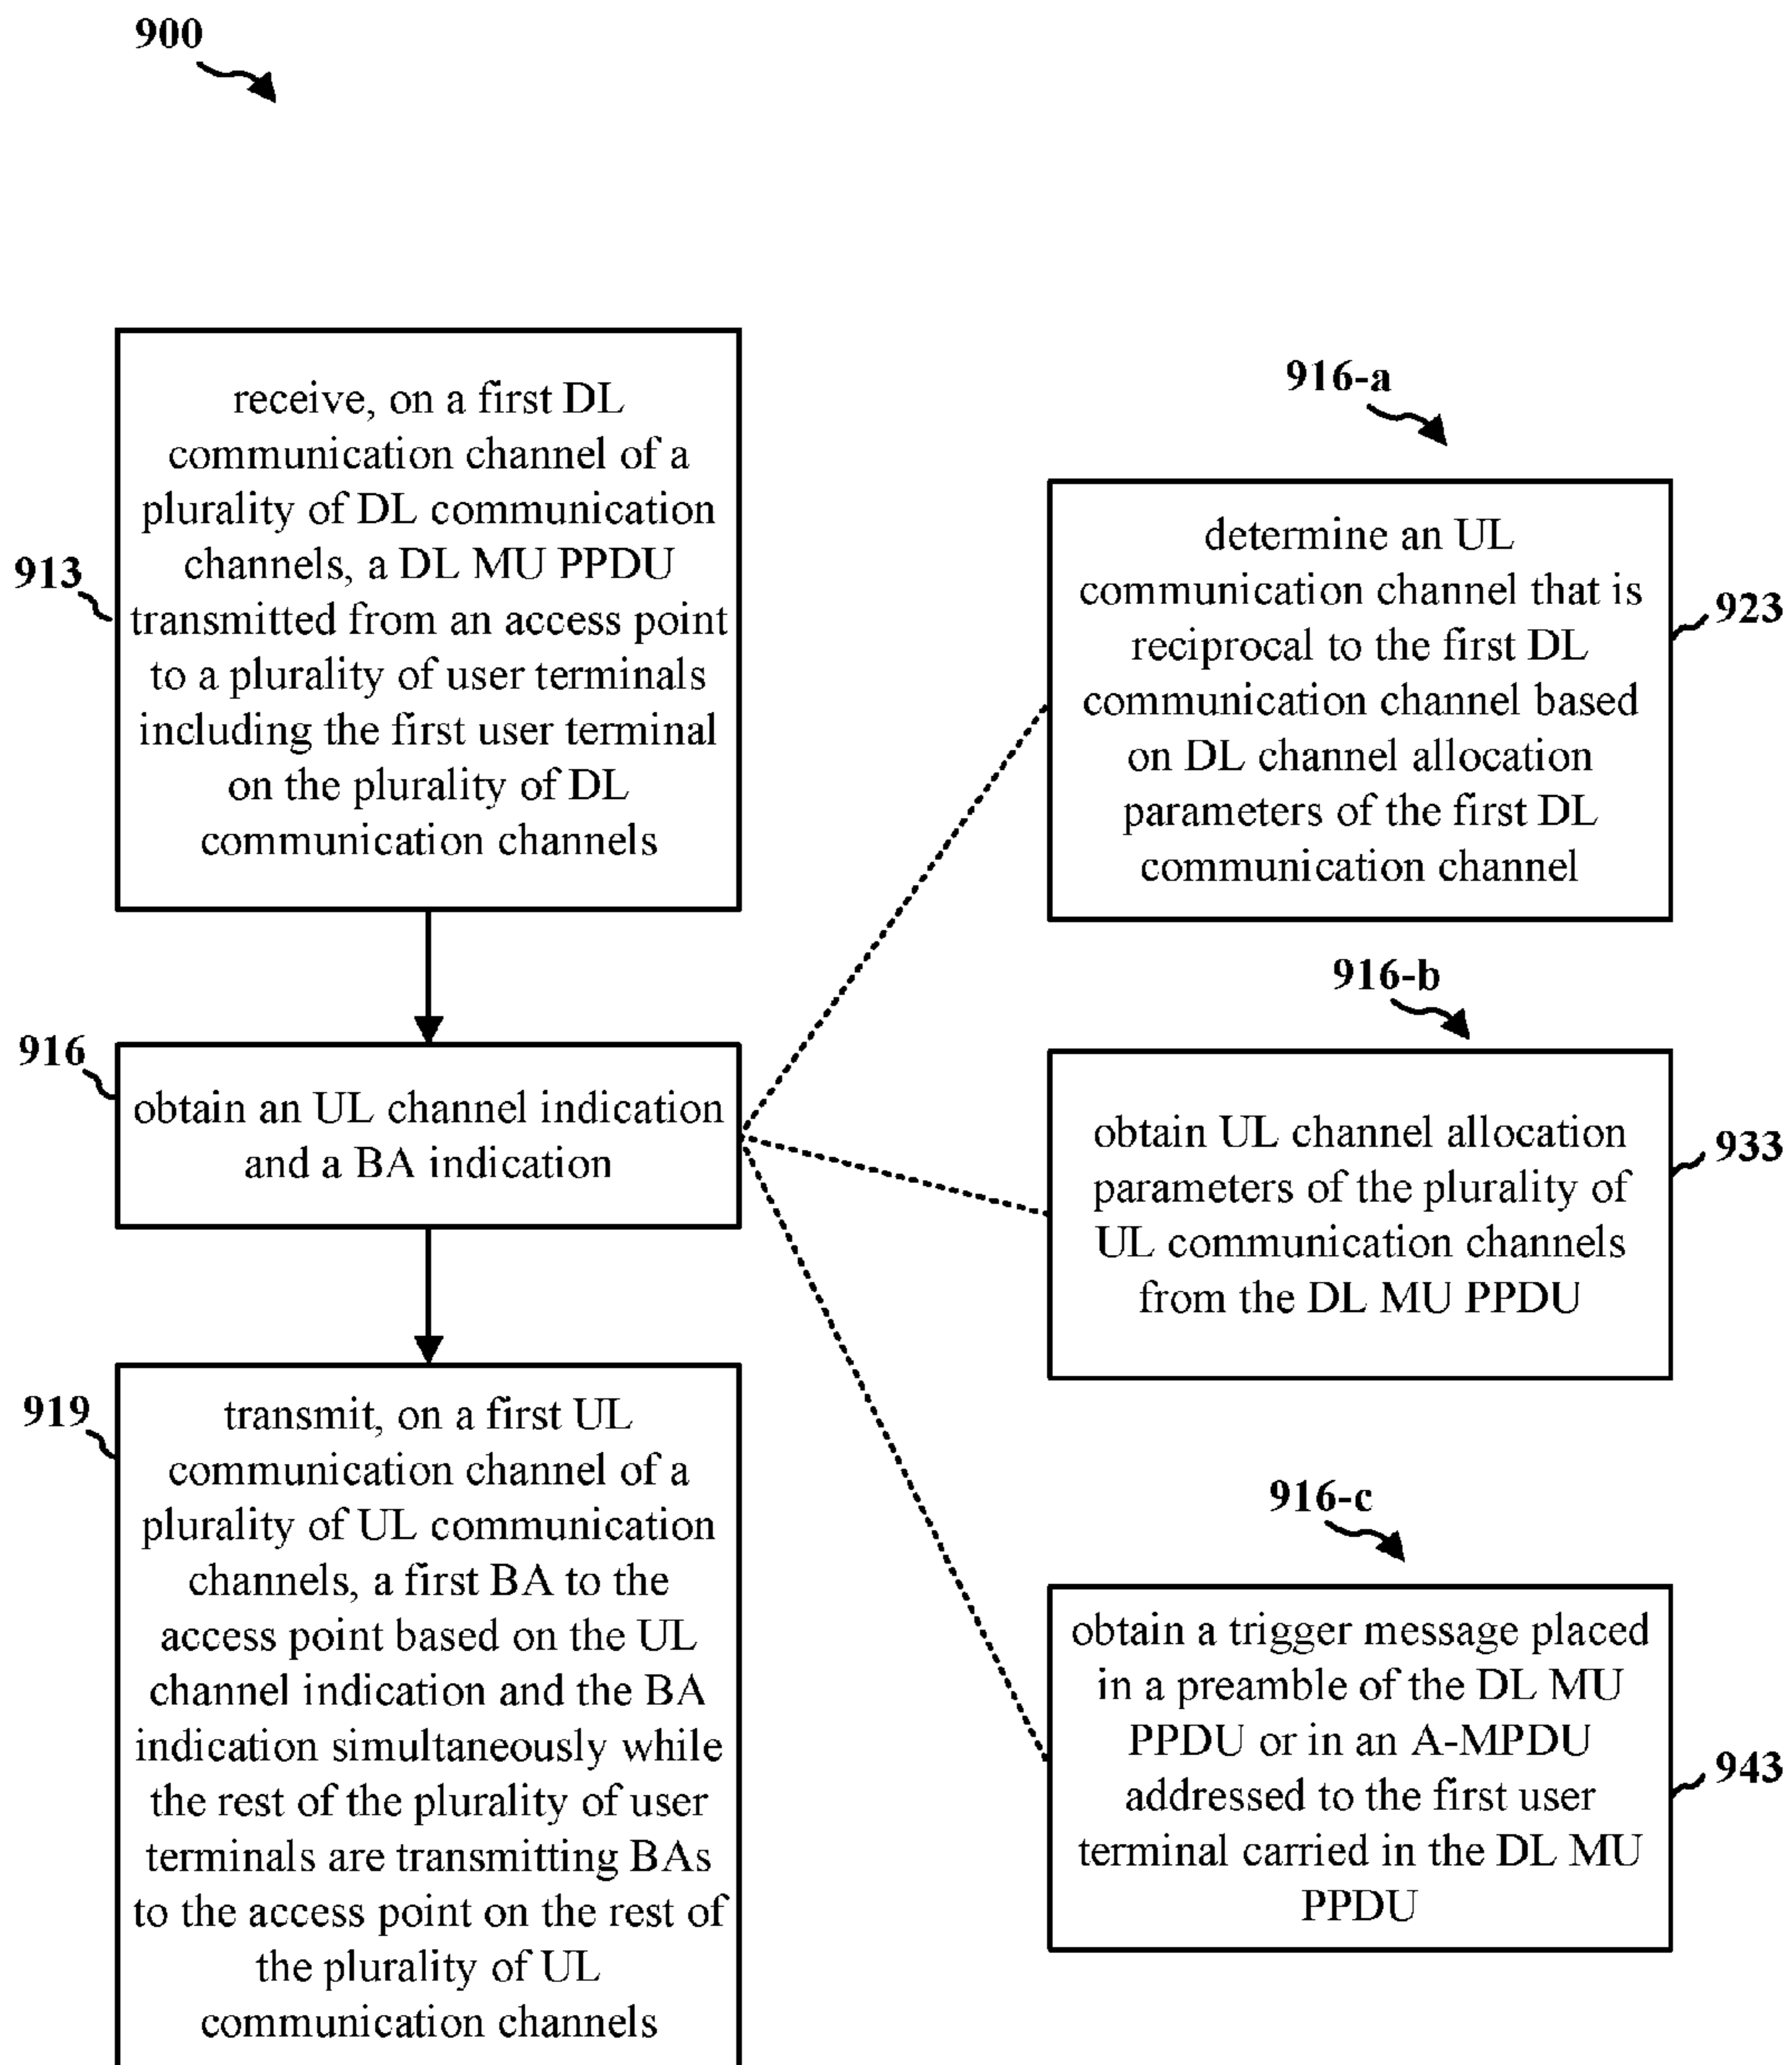 900
913
receive, on a first DL
communication channel of a
plurality of DL communication
channels, a DL MU PPDU
transmitted from an access point
to a plurality of user terminals
including the first user terminal
on the plurality of DL
communication channels
916
obtain an UL channel indication
and a BA indication
919
transmit, on a first UL
communication channel of a
plurality of UL communication
channels, a first BA to the
access point based on the UL
channel indication and the BA
indication simultaneously while
the rest of the plurality of user
terminals are transmitting BAs
to the access point on the rest of
the plurality of UL
communication channels
916-a
determine an UL
communication channel that is
reciprocal to the first DL
communication channel based
on DL channel allocation
parameters of the first DL
communication channel
923
916-b
obtain UL channel allocation
parameters of the plurality of
UL communication channels
from the DL MU PPDU
933
916-c
obtain a trigger message placed
in a preamble of the DL MU
PPDU or in an A-MPDU
addressed to the first user
terminal carried in the DL MU
PPDU
943